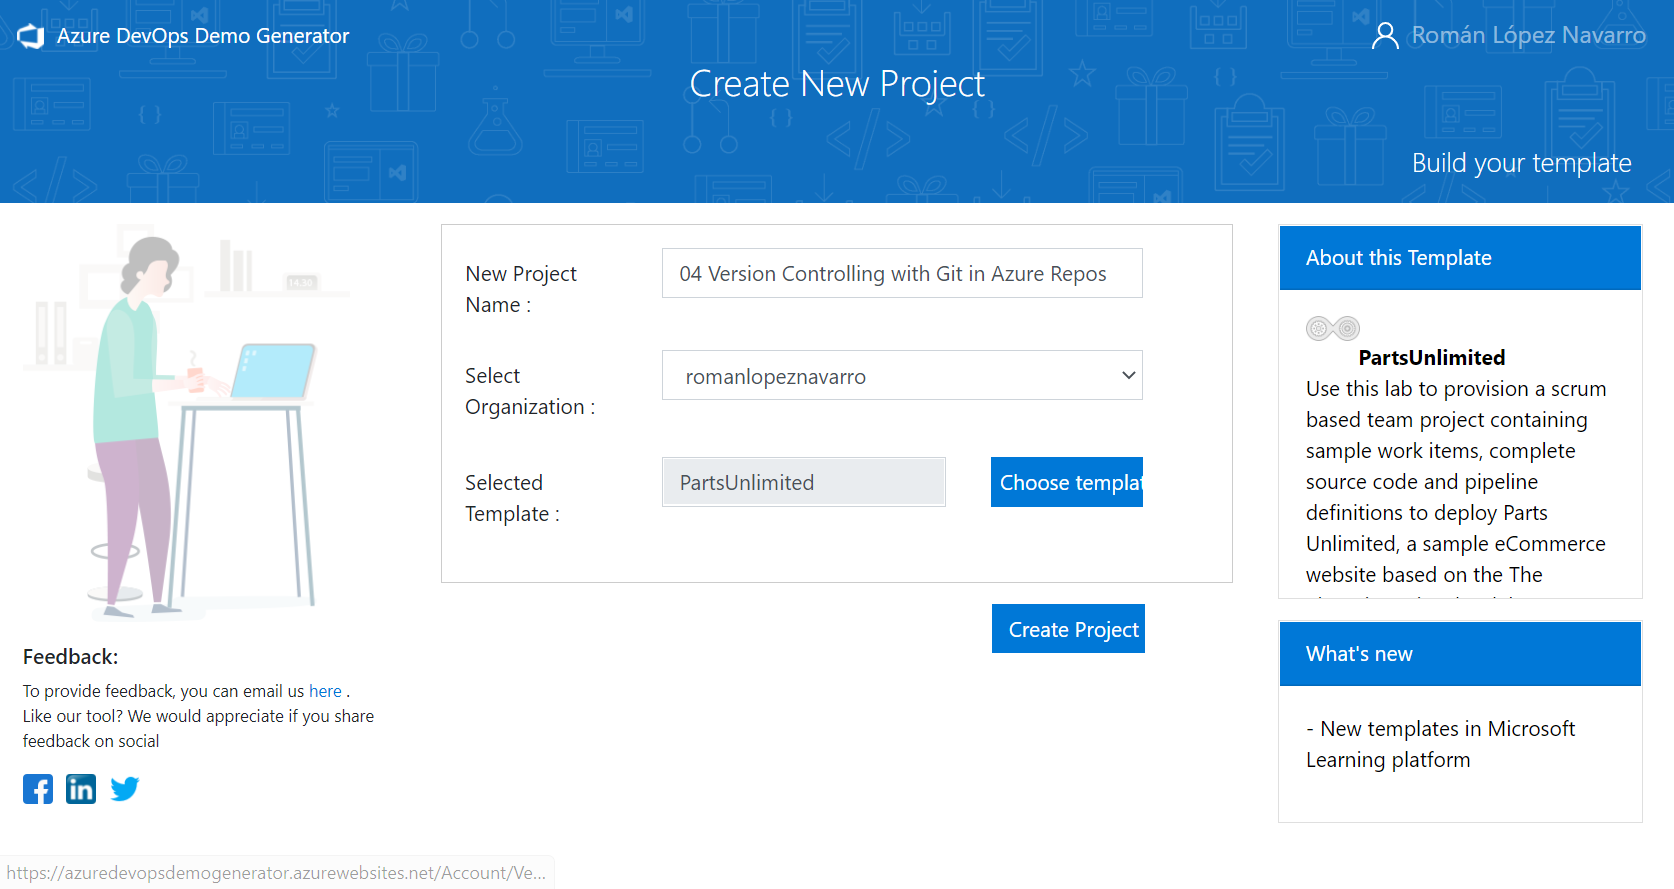 Azure DevOps Demo Generator
Román López Navarro
Create New Project
Build your template
14.30
New Project
Name :
04 Version Controlling with Git in Azure Repos
Select
Organization :
romanlopeznavarro
Selected
Template :
PartsUnlimited
Choose templat
Create Project
About this Template
PartsUnlimited
Use this lab to provision a scrum
based team project containing
sample work items, complete
source code and pipeline
definitions to deploy Parts
Unlimited, a sample eCommerce
website based on the The
What's new
- New templates in Microsoft
Learning platform
Feedback:
To provide feedback, you can email us here .
Like our tool? We would appreciate if you share
feedback on social
https://azuredevopsdemogenerator.azurewebsites.net/Account/Ve...